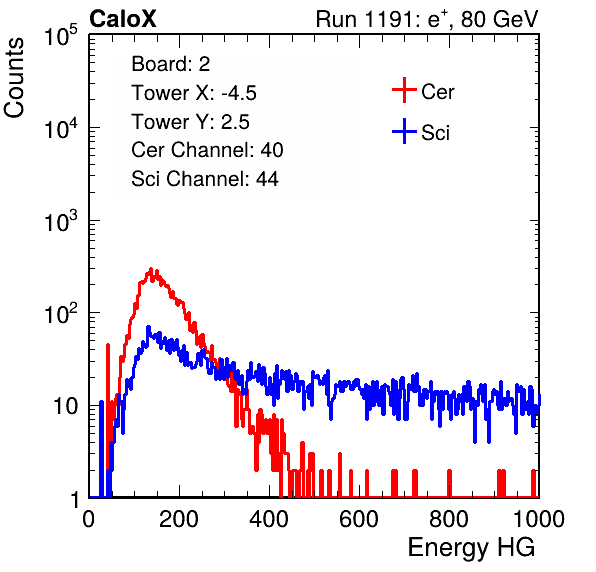 CaloX Run 1191: e⁺, 80 GeV
Counts
10⁵
10⁴
10³
10²
10
1
Board: 2
Tower X: -4.5
Tower Y: 2.5
Cer Channel: 40
Sci Channel: 44
Cer
Sci
0 200 400 600 800 1000
Energy HG